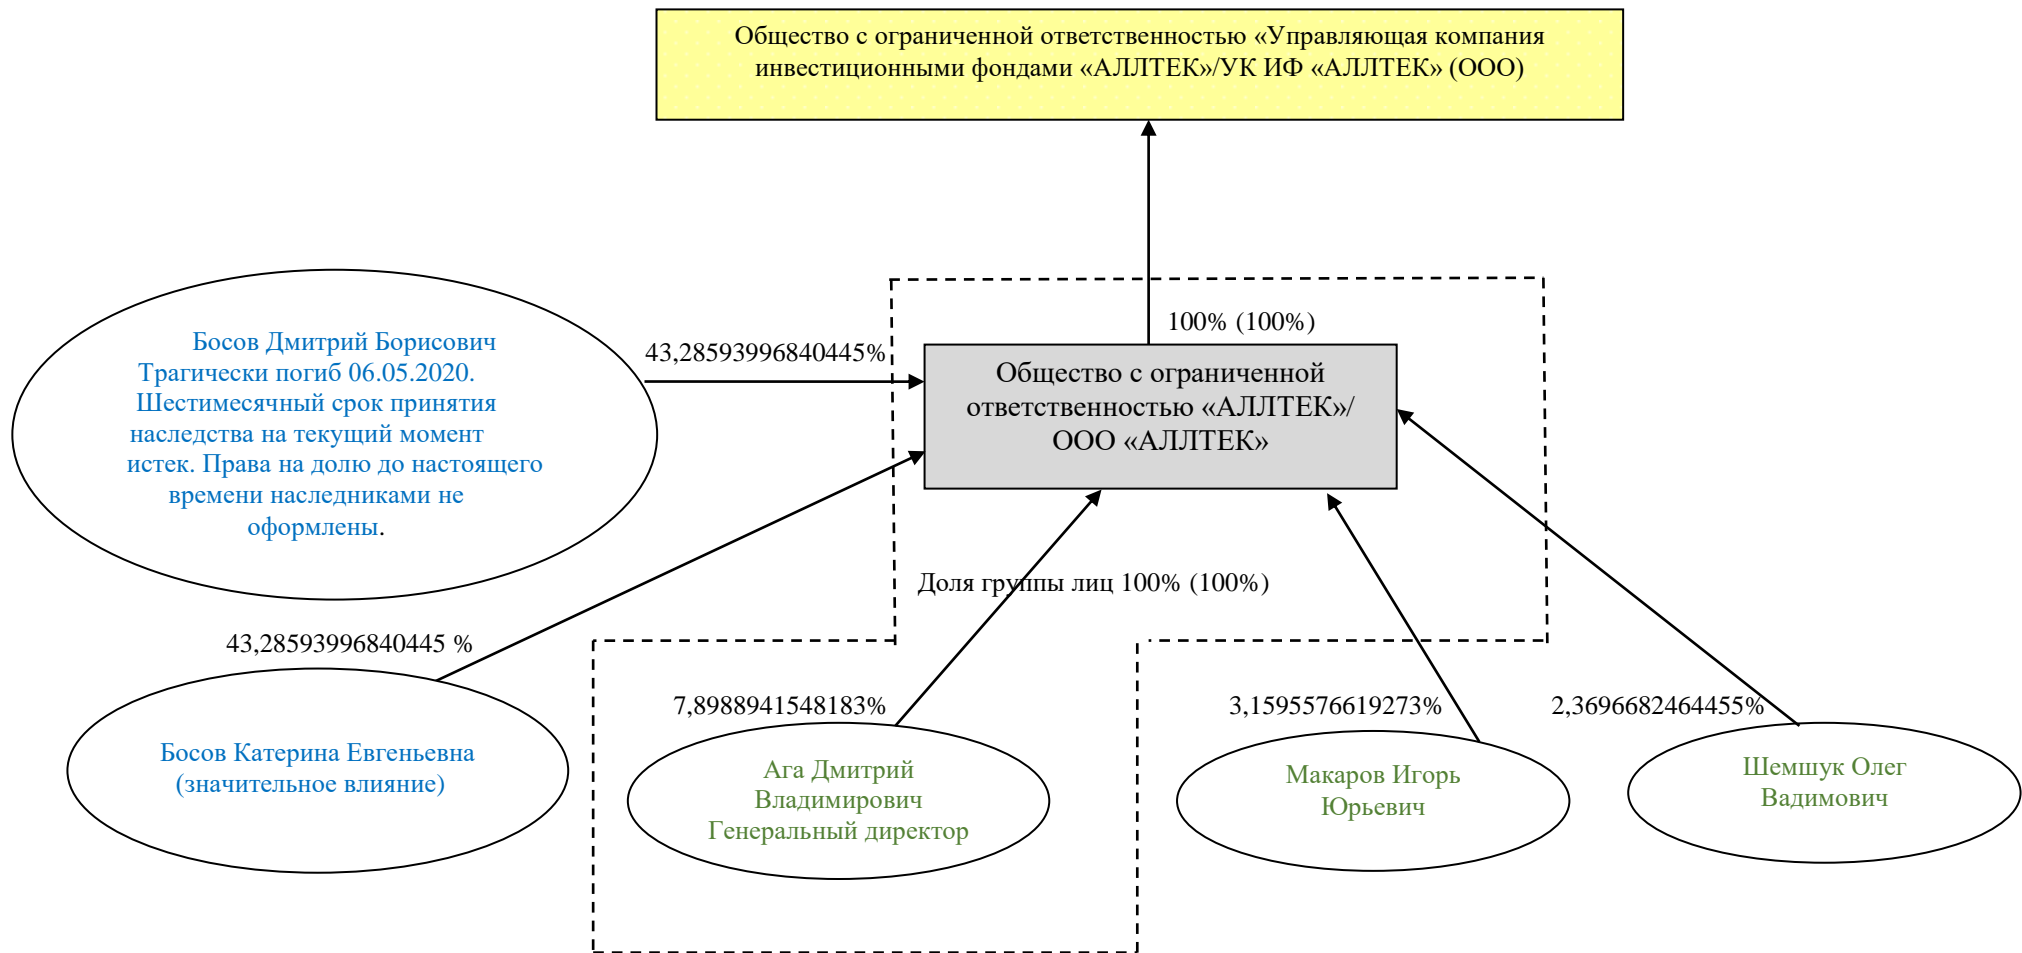 Общество с ограниченной ответственностью «Управляющая компания
инвестиционными фондами «АЛЛТЕК»/УК ИФ «АЛЛТЕК» (ООО)
100% (100%)
43,28593996840445%
Босов Дмитрий Борисович
Трагически погиб 06.05.2020.
Шестимесячный срок принятия
наследства на текущий момент
истек. Права на долю до настоящего
времени наследниками не
оформлены.
Общество с ограниченной
ответственностью «АЛЛТЕК»/
ООО «АЛЛТЕК»
Доля группы лиц 100% (100%)
43,28593996840445 %
7,8988941548183%
3,1595576619273%
2,3696682464455%
Босов Катерина Евгеньевна
(значительное влияние)
Ага Дмитрий
Владимирович
Генеральный директор
Макаров Игорь
Юрьевич
Шемшук Олег
Вадимович